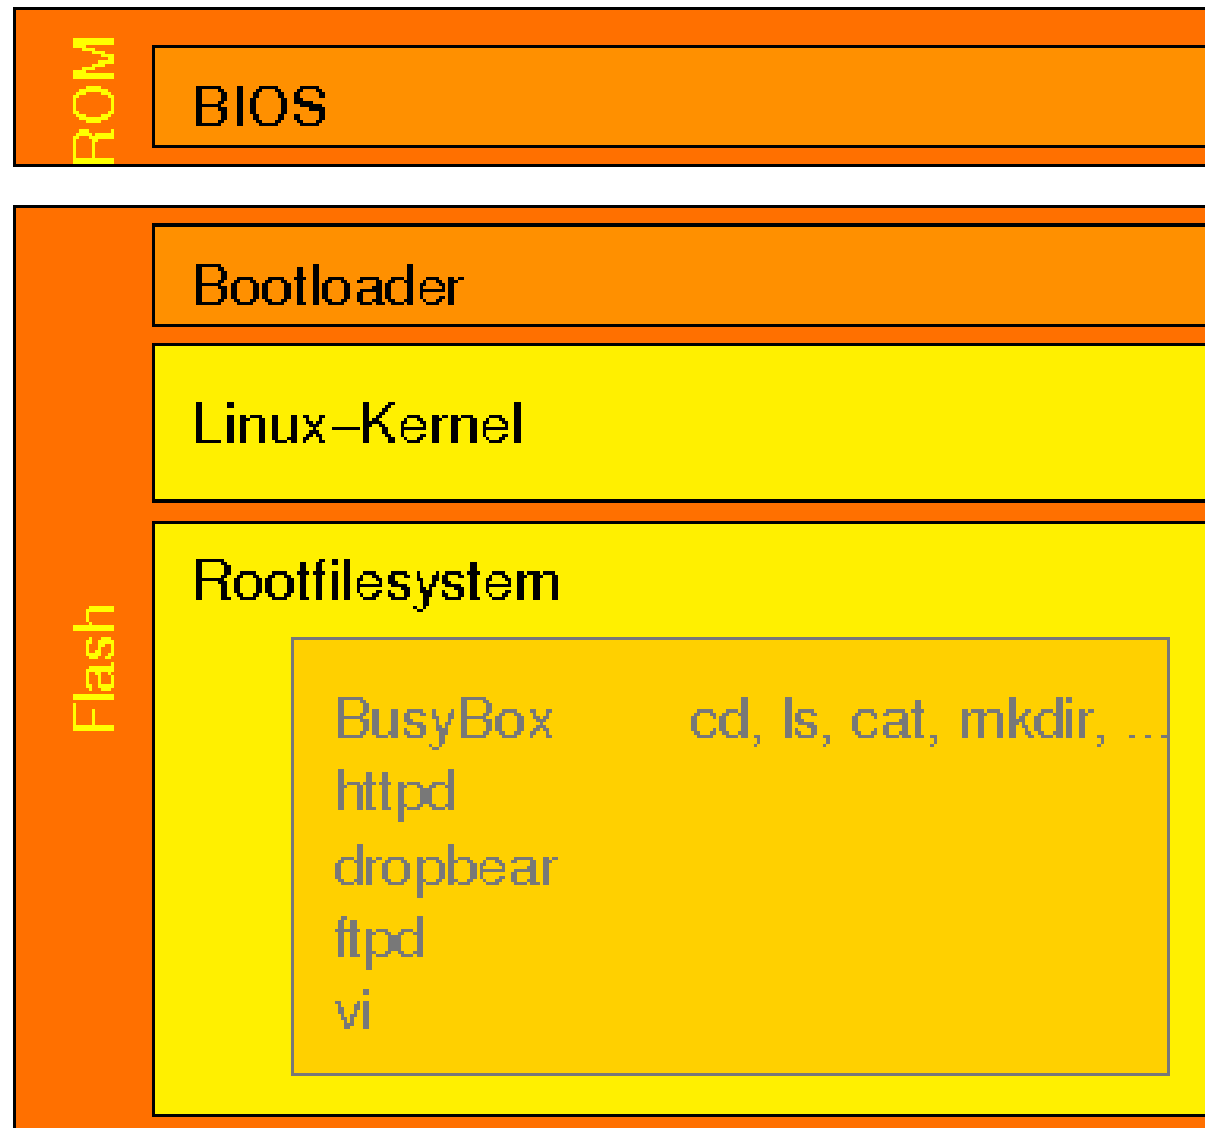 ROM
BIOS
Flash
Bootloader
Linux–Kernel
Rootfilesystem
BusyBox cd, ls, cat, mkdir, ...
httpd
dropbear
ftpd
vi